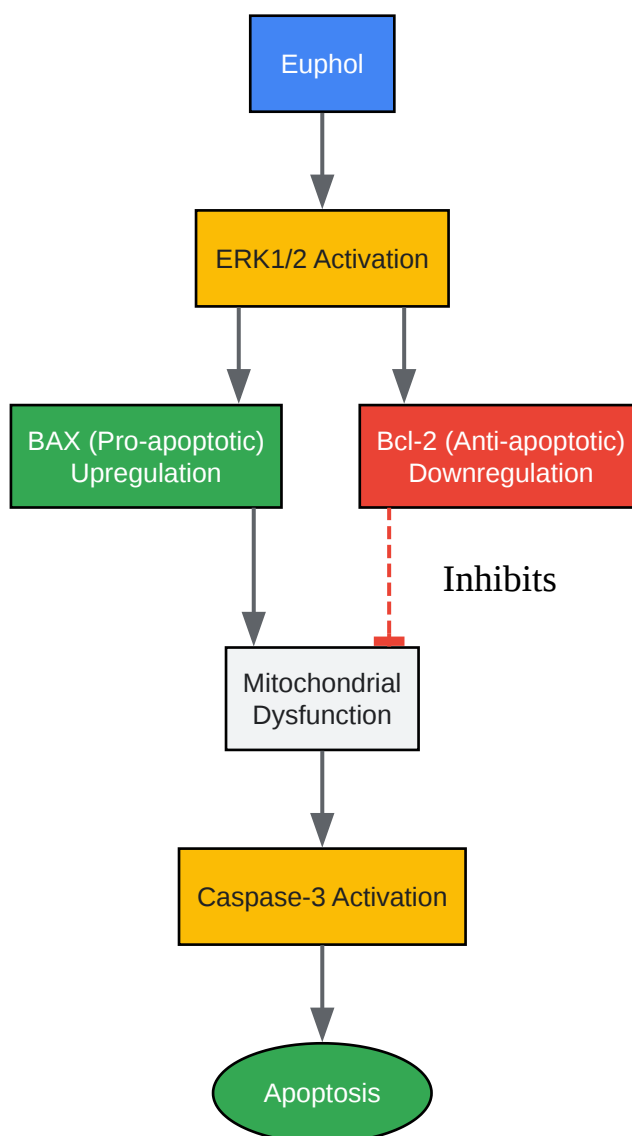 Euphol
ERK1/2 Activation
BAX (Pro-apoptotic)
Upregulation
Bcl-2 (Anti-apoptotic)
Downregulation
Inhibits
Mitochondrial
Dysfunction
Caspase-3 Activation
Apoptosis